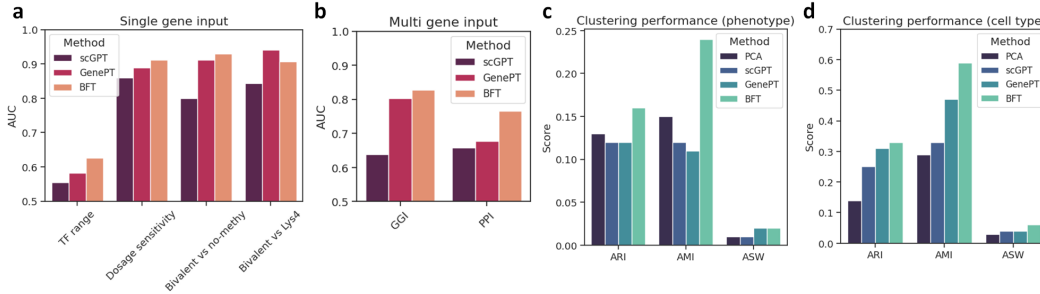 a
Single gene input
Method
scGPT
GenePT
BFT
AUC
1.0
0.9
0.8
0.7
0.6
0.5
TF range
Dosage sensitivity
Bivalent vs no-methy
Bivalent vs Lys4
b
Multi gene input
Method
scGPT
GenePT
BFT
AUC
1.0
0.9
0.8
0.7
0.6
0.5
GGI
PPI
c
Clustering performance (phenotype)
Method
PCA
scGPT
GenePT
BFT
Score
0.25
0.20
0.15
0.10
0.05
0.00
ARI
AMI
ASW
d
Clustering performance (cell type
Method
PCA
scGPT
GenePT
BFT
Score
0.7
0.6
0.5
0.4
0.3
0.2
0.1
0.0
ARI
AMI
ASW